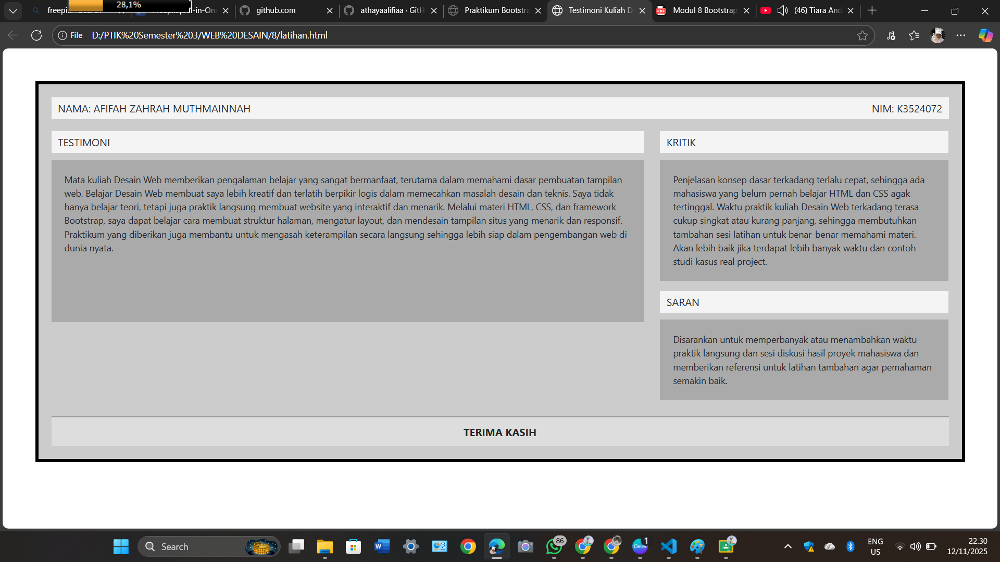 28,1%
github.com
athayaalifiaa · GitH
Praktikum Bootstra
Testimoni Kuliah D
Modul 8 Bootstrap
(46) Tiara And
File
D:/PTIK%20Semester%203/WEB%20DESAIN/8/latihan.html
NAMA: AFIFAH ZAHRAH MUTHMAINNAH
NIM: K3524072
TESTIMONI
Mata kuliah Desain Web memberikan pengalaman belajar yang sangat bermanfaat, terutama dalam memahami dasar pembuatan tampilan
web. Belajar Desain Web membuat saya lebih kreatif dan terlatih berpikir logis dalam memecahkan masalah desain dan teknis. Saya tidak
hanya belajar teori, tetapi juga praktik langsung membuat website yang interaktif dan menarik. Melalui materi HTML, CSS, dan framework
Bootstrap, saya dapat belajar cara membuat struktur halaman, mengatur layout, dan mendesain tampilan situs yang menarik dan responsif.
Praktikum yang diberikan juga membantu untuk mengasah keterampilan secara langsung sehingga lebih siap dalam pengembangan web di
dunia nyata.
KRITIK
Penjelasan konsep dasar terkadang terlalu cepat, sehingga ada
mahasiswa yang belum pernah belajar HTML dan CSS agak
tertinggal. Waktu praktik kuliah Desain Web terkadang terasa
cukup singkat atau kurang panjang, sehingga membutuhkan
tambahan sesi latihan untuk benar-benar memahami materi.
Akan lebih baik jika terdapat lebih banyak waktu dan contoh
studi kasus real project.
SARAN
Disarankan untuk memperbanyak atau menambahkan waktu
praktik langsung dan sesi diskusi hasil proyek mahasiswa dan
memberikan referensi untuk latihan tambahan agar pemahaman
semakin baik.
TERIMA KASIH
Search
86
1
ENG
US
22.30
12/11/2025